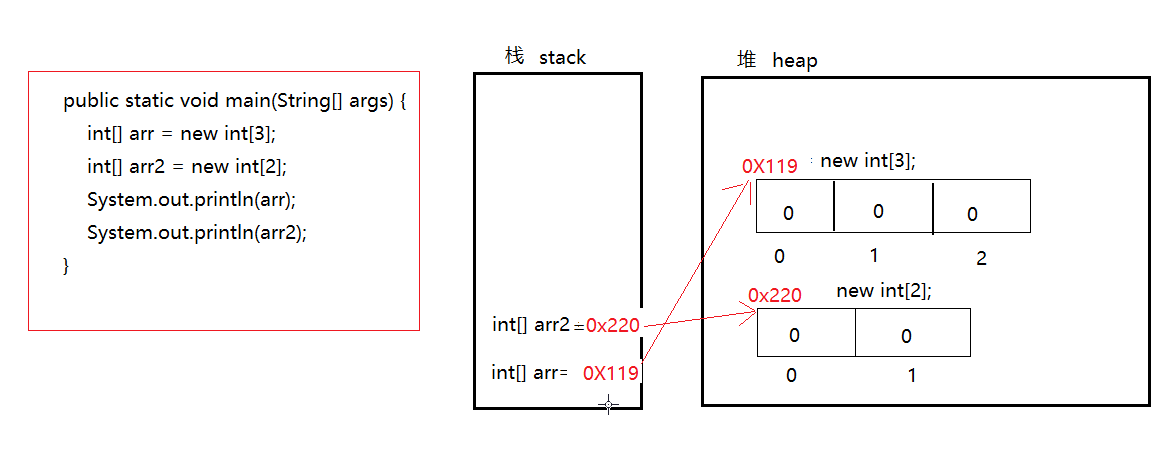 public static void main(String[] args) {
int[] arr = new int[3];
int[] arr2 = new int[2];
System.out.println(arr);
System.out.println(arr2);
}
栈 stack
int[] arr2=0x220
int[] arr= 0X119
堆 heap
0X119 : new int[3];
0 0 0
0 1 2
0x220 new int[2];
0 0
0 1